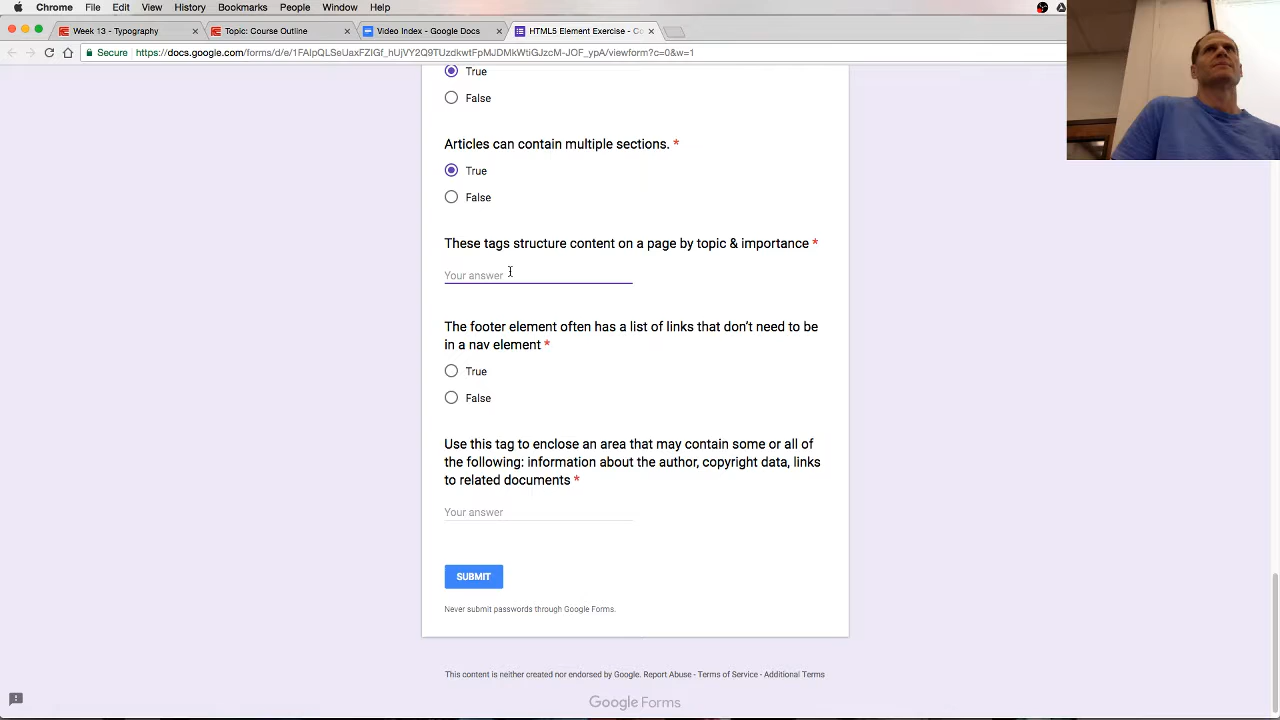 Chrome File Edit View History Bookmarks People Window Help
Week 13 - Typography
Topic: Course Outline
Video Index - Google Docs
HTML5 Element Exercise - Co
Secure https://docs.google.com/forms/d/e/1FAIpQLSeUaxFZIGf_hUjVY2Q9TUzdkwtFpMJDMkWtiGJzcM-JOF_ypA/viewform?c=0&w=1
True
False
Articles can contain multiple sections. *
True
False
These tags structure content on a page by topic & importance *
Your answer
The footer element often has a list of links that don’t need to be
in a nav element *
True
False
Use this tag to enclose an area that may contain some or all of
the following: information about the author, copyright data, links
to related documents *
Your answer
SUBMIT
Never submit passwords through Google Forms.
This content is neither created nor endorsed by Google. Report Abuse - Terms of Service - Additional Terms
Google Forms